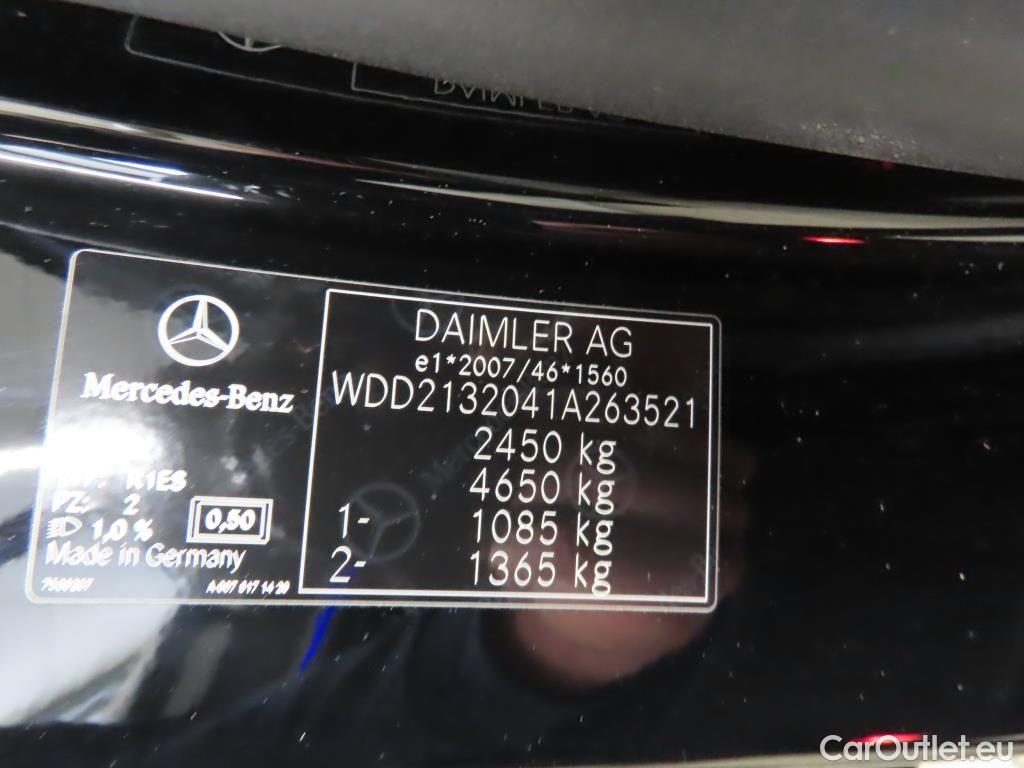 Mercedes-Benz
R1ES
PZ: 2
1,0 %
0,50
Made in Germany
DAIMLER AG
e1*2007/46*1560
WDD2132041A263521
2450 kg
4650 kg
1- 1085 kg
2- 1365 kg
CarOutlet.eu